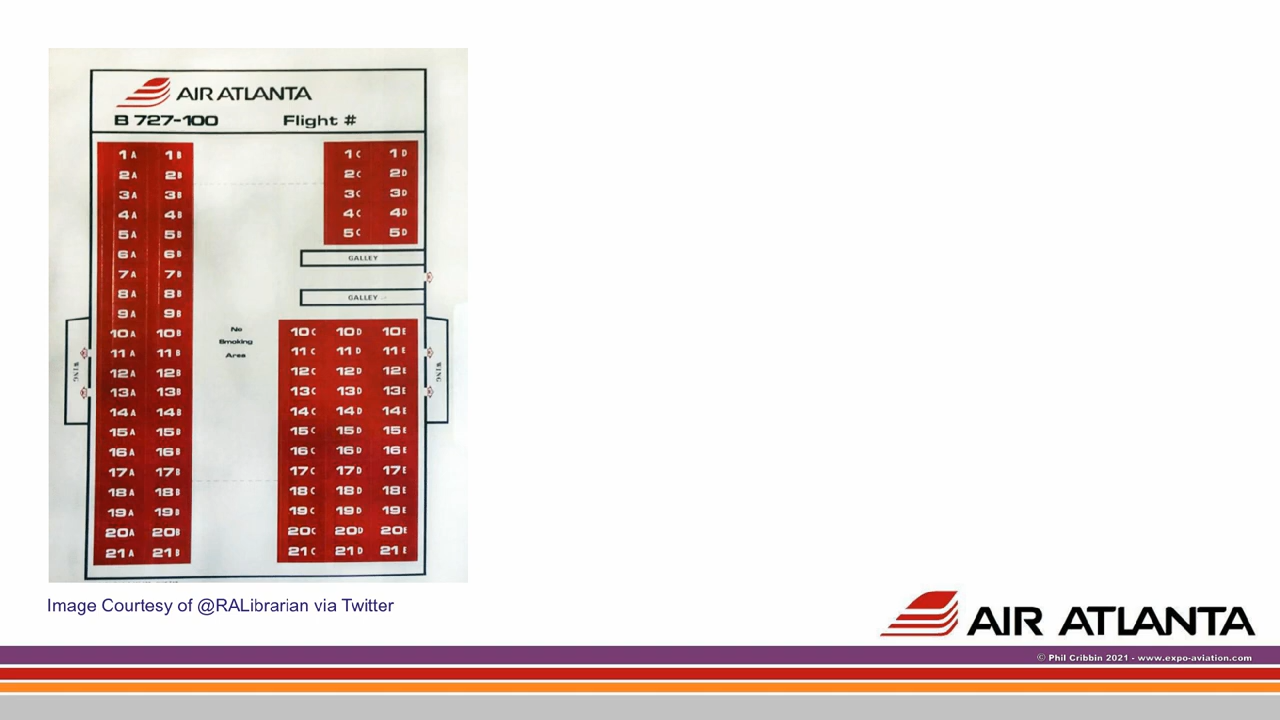 AIR ATLANTA
B 727-100 Flight #
1A 1B 1C 1D
2A 2B 2C 2D
3A 3B 3C 3D
4A 4B 4C 4D
5A 5B 5C 5D
6A 6B GALLEY
7A 7B
8A 8B GALLEY
9A 9B
No
Smoking
Area
10A 10B 10C 10D 10E
11A 11B 11C 11D 11E
12A 12B 12C 12D 12E
13A 13B 13C 13D 13E
14A 14B 14C 14D 14E
15A 15B 15C 15D 15E
16A 16B 16C 16D 16E
17A 17B 17C 17D 17E
18A 18B 18C 18D 18E
19A 19B 19C 19D 19E
20A 20B 20C 20D 20E
21A 21B 21C 21D 21E
WING
WING
Image Courtesy of @RALibrarian via Twitter
AIR ATLANTA
© Phil Cribbin 2021 - www.expo-aviation.com